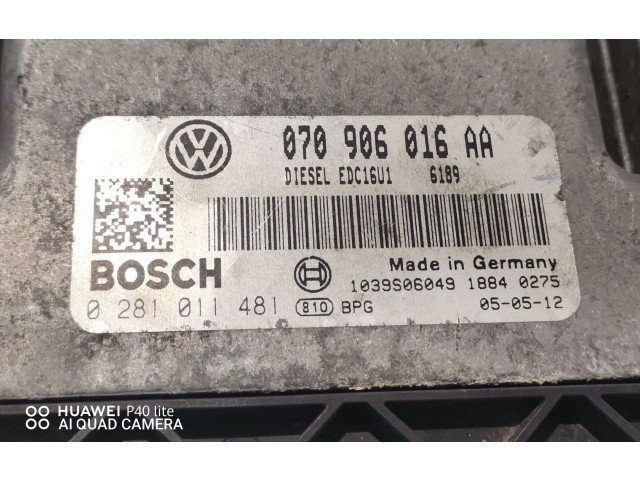 070 906 016 AA
DIESEL EDC16U1 6189
BOSCH
Made in Germany
1039S06049 1884 0275
0 281 011 481 810 BPG 05-05-12
HUAWEI P40 lite
AI QUAD CAMERA